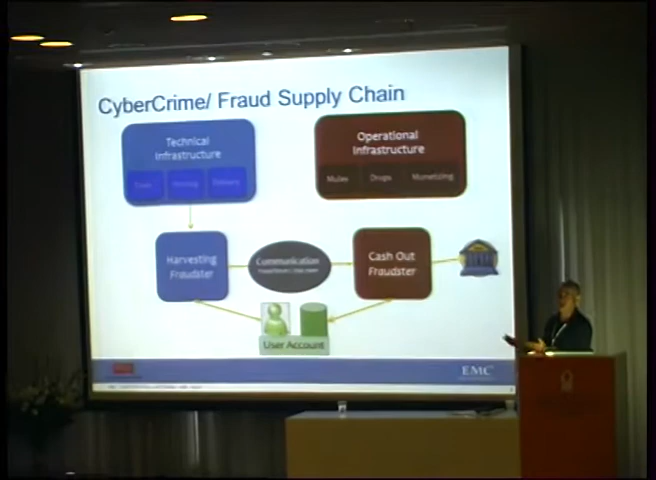 CyberCrime/ Fraud Supply Chain
Technical
Infrastructure
Operational
Infrastructure
Mules Drops Monetizing
Harvesting
Fraudster
Communication
Cash Out
Fraudster
User Account
EMC